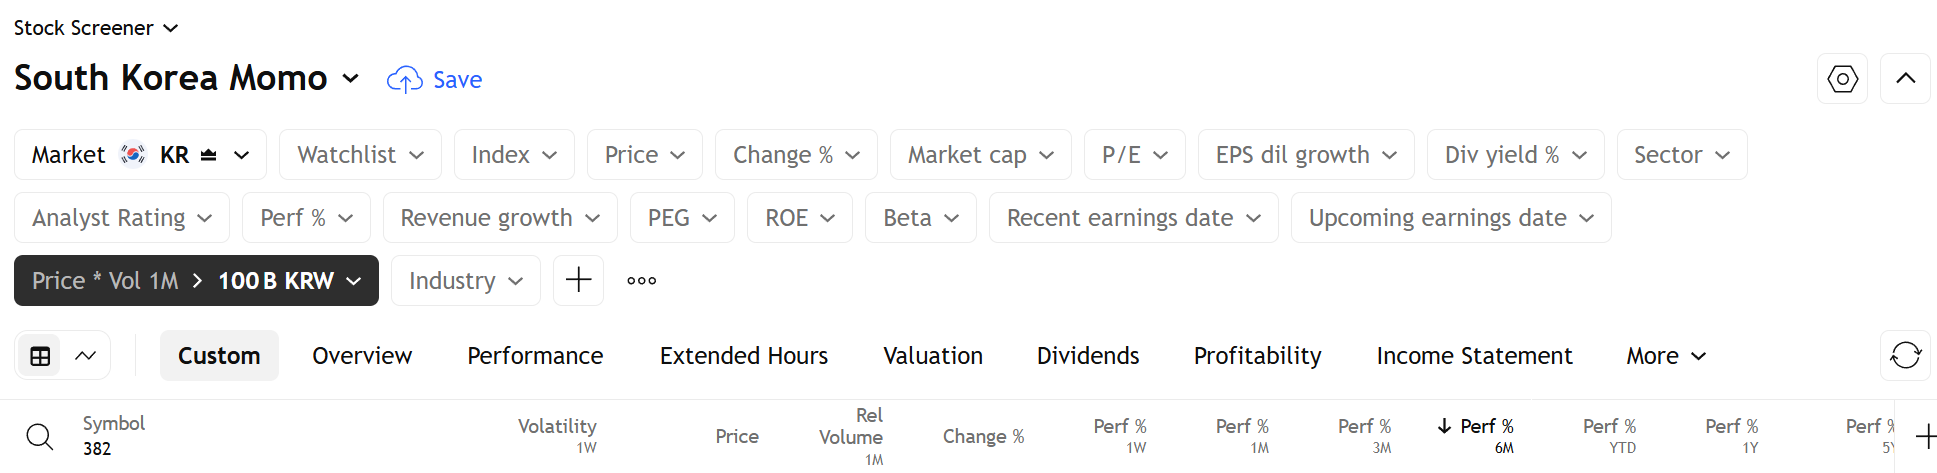 Stock Screener
South Korea Momo Save
Market KR Watchlist Index Price Change % Market cap P/E EPS dil growth Div yield % Sector
Analyst Rating Perf % Revenue growth PEG ROE Beta Recent earnings date Upcoming earnings date
Price * Vol 1M > 100 B KRW Industry
Custom Overview Performance Extended Hours Valuation Dividends Profitability Income Statement More
Symbol
382
Volatility
1W
Price
Rel
Volume
1M
Change %
Perf %
1W
Perf %
1M
Perf %
3M
Perf %
6M
Perf %
YTD
Perf %
1Y
Perf %
5Y